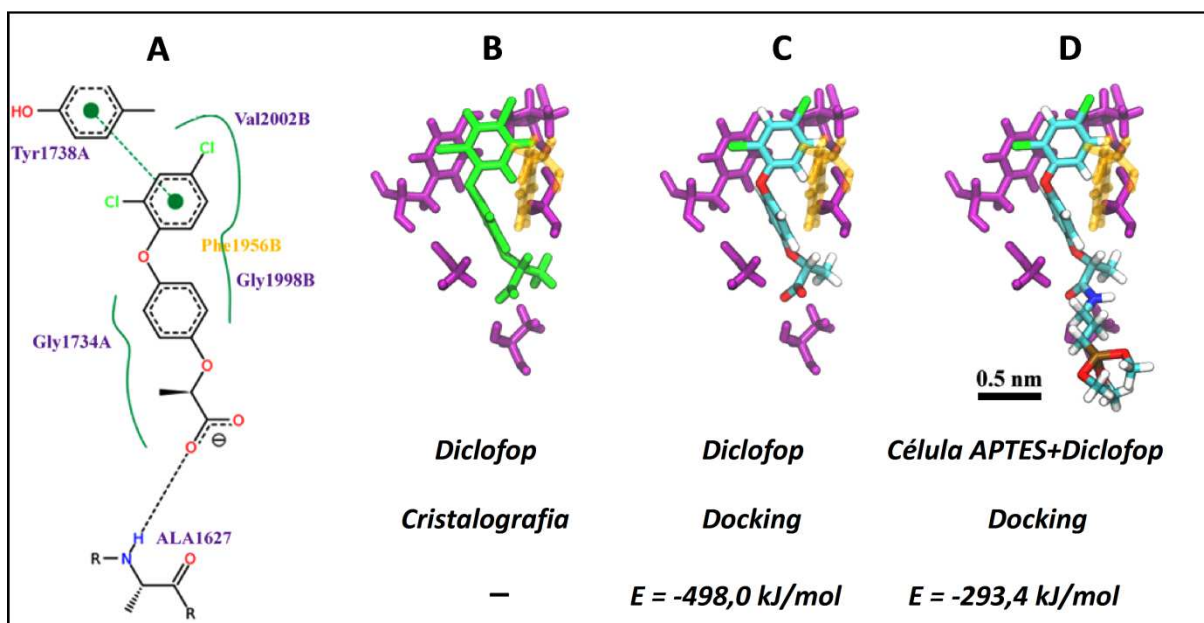 A
B
C
D
HO
Tyr1738A
Val2002B
Cl
Cl
Phe1956B
O
Gly1998B
Gly1734A
O
O
O
⊖
H
ALA1627
R
N
O
R
0.5 nm
Diclofop
Diclofop
Célula APTES+Diclofop
Cristalografia
Docking
Docking
–
E = -498,0 kJ/mol
E = -293,4 kJ/mol